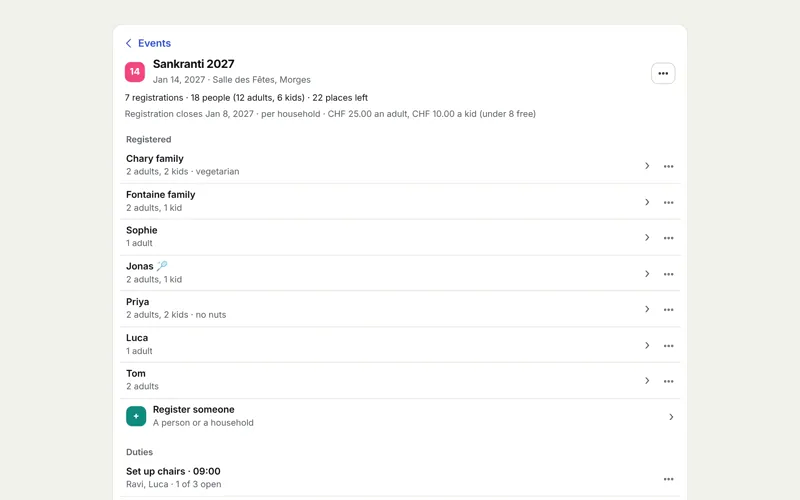 Events
14
Sankranti 2027
Jan 14, 2027 · Salle des Fêtes, Morges
7 registrations · 18 people (12 adults, 6 kids) · 22 places left
Registration closes Jan 8, 2027 · per household · CHF 25.00 an adult, CHF 10.00 a kid (under 8 free)
Registered
Chary family
2 adults, 2 kids · vegetarian
Fontaine family
2 adults, 1 kid
Sophie
1 adult
Jonas 🏸
2 adults, 1 kid
Priya
2 adults, 2 kids · no nuts
Luca
1 adult
Tom
2 adults
Register someone
A person or a household
Duties
Set up chairs · 09:00
Ravi, Luca · 1 of 3 open